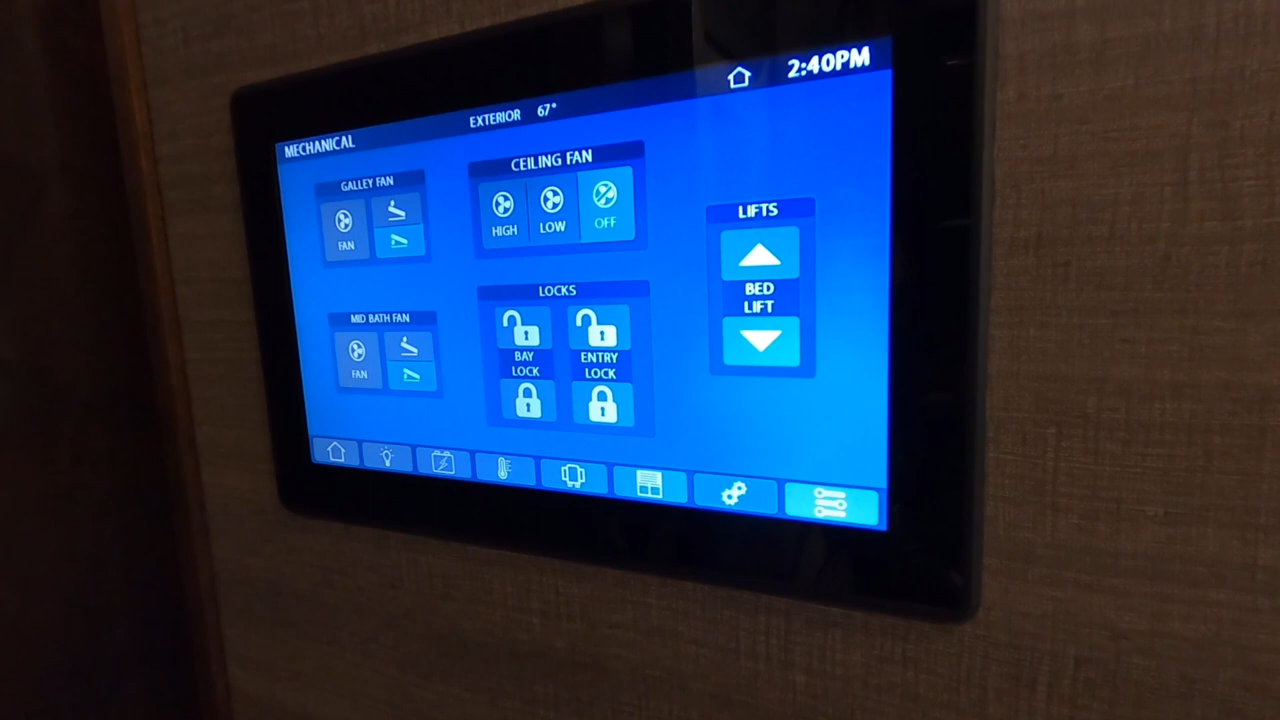 2:40PM
EXTERIOR 67°
MECHANICAL
GALLEY FAN
FAN
CEILING FAN
HIGH
LOW
OFF
LIFTS
BED
LIFT
MID BATH FAN
FAN
LOCKS
BAY
LOCK
ENTRY
LOCK